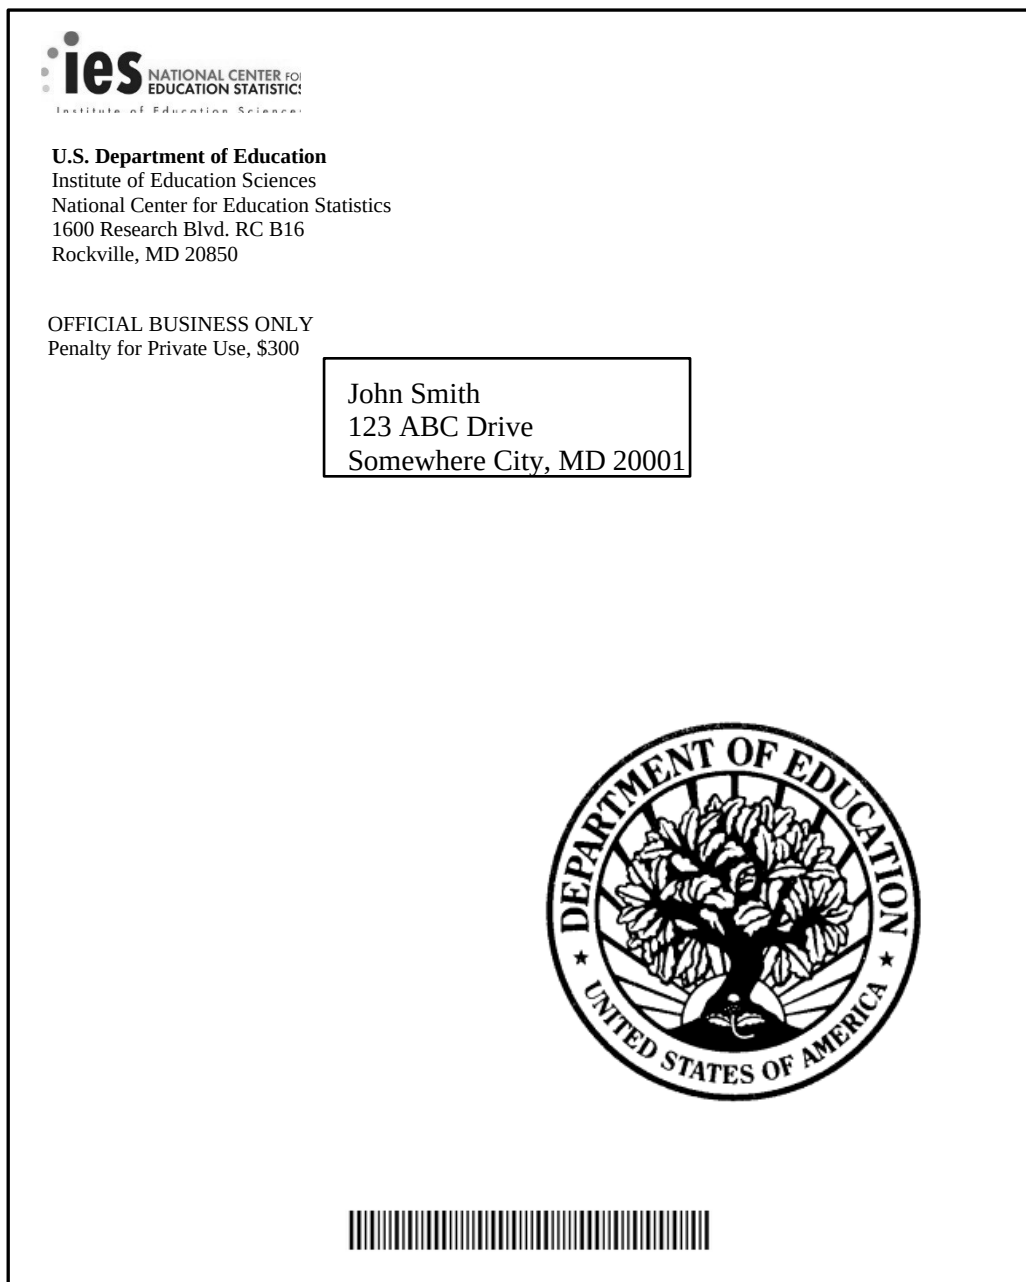 ies NATIONAL CENTER FOR
EDUCATION STATISTICS
Institute of Education Sciences
U.S. Department of Education
Institute of Education Sciences
National Center for Education Statistics
1600 Research Blvd. RC B16
Rockville, MD 20850
OFFICIAL BUSINESS ONLY
Penalty for Private Use, $300
John Smith
123 ABC Drive
Somewhere City, MD 20001
DEPARTMENT OF EDUCATION
UNITED STATES OF AMERICA